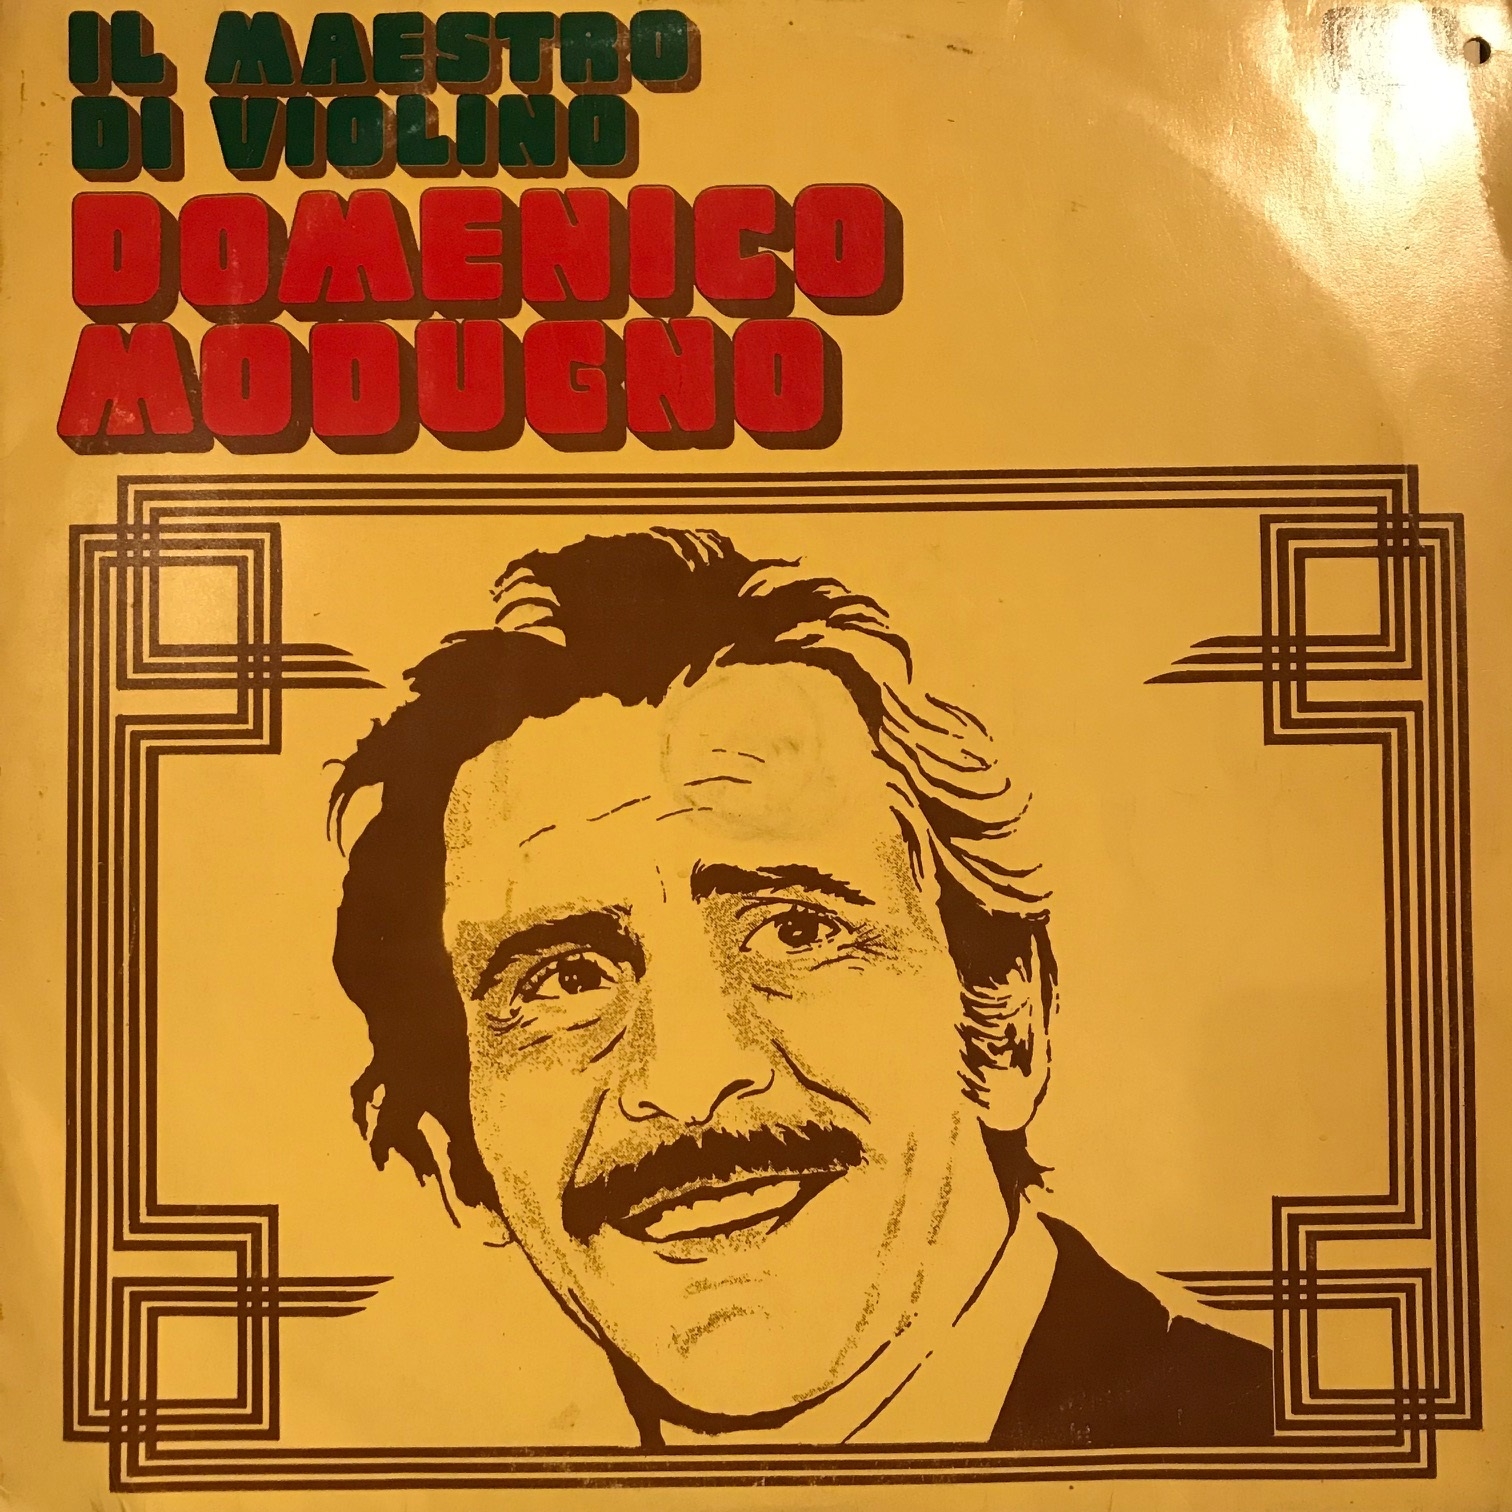 IL MAESTRO
DI VIOLINO
DOMENICO
MODUGNO